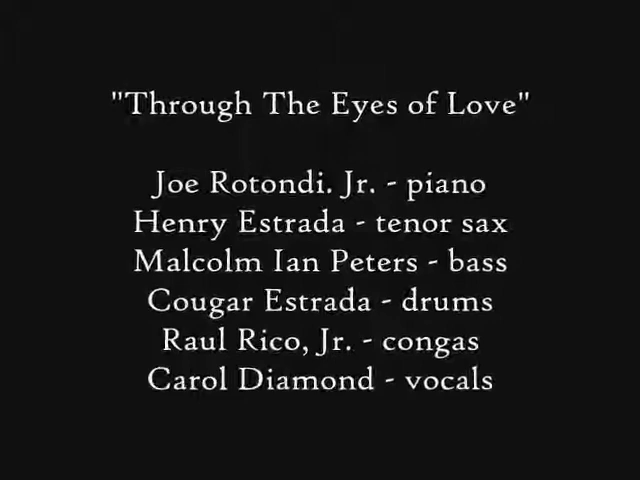 "Through The Eyes of Love"
Joe Rotondi. Jr. - piano
Henry Estrada - tenor sax
Malcolm Ian Peters - bass
Cougar Estrada - drums
Raul Rico, Jr. - congas
Carol Diamond - vocals